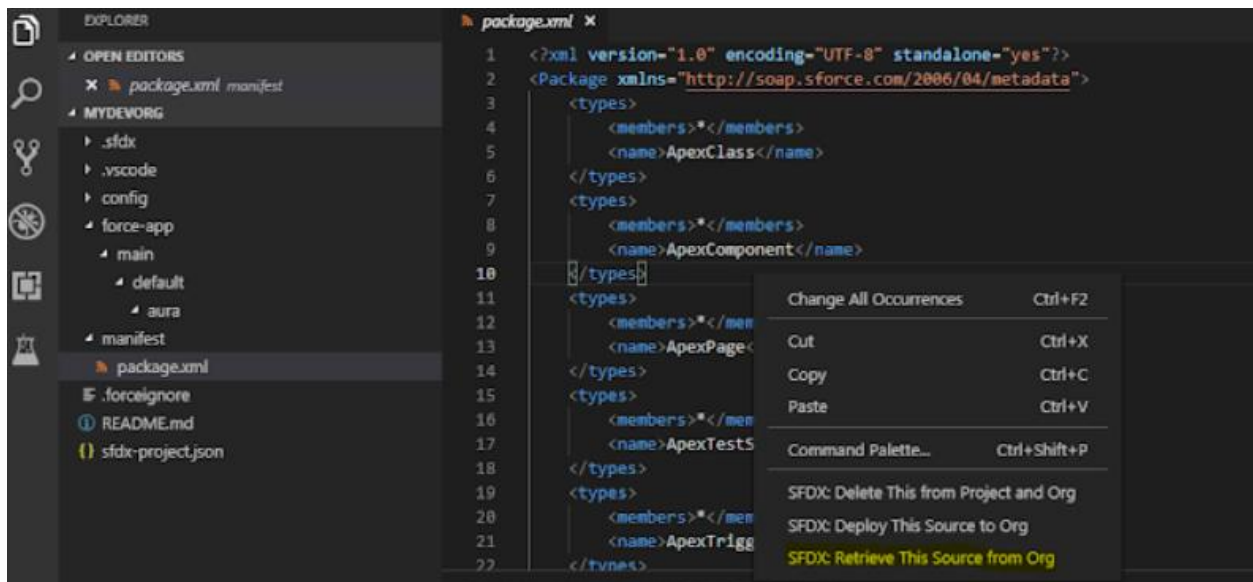 EXPLORER
OPEN EDITORS
package.xml manifest
MYDEVORG
.sfdx
.vscode
config
force-app
main
default
aura
manifest
package.xml
.forceignore
README.md
{} sfdx-project.json
package.xml
1 <?xml version="1.0" encoding="UTF-8" standalone="yes"?>
2 <Package xmlns="http://soap.sforce.com/2006/04/metadata">
3 <types>
4 <members>*</members>
5 <name>ApexClass</name>
6 </types>
7 <types>
8 <members>*</members>
9 <name>ApexComponent</name>
10 </types>
11 <types>
12 <members>*</mem
13 <name>ApexPage<
14 </types>
15 <types>
16 <members>*</mem
17 <name>ApexTestS
18 </types>
19 <types>
20 <members>*</mem
21 <name>ApexTrigg
22 </types>
Change All Occurrences Ctrl+F2
Cut Ctrl+X
Copy Ctrl+C
Paste Ctrl+V
Command Palette... Ctrl+Shift+P
SFDX: Delete This from Project and Org
SFDX: Deploy This Source to Org
SFDX: Retrieve This Source from Org